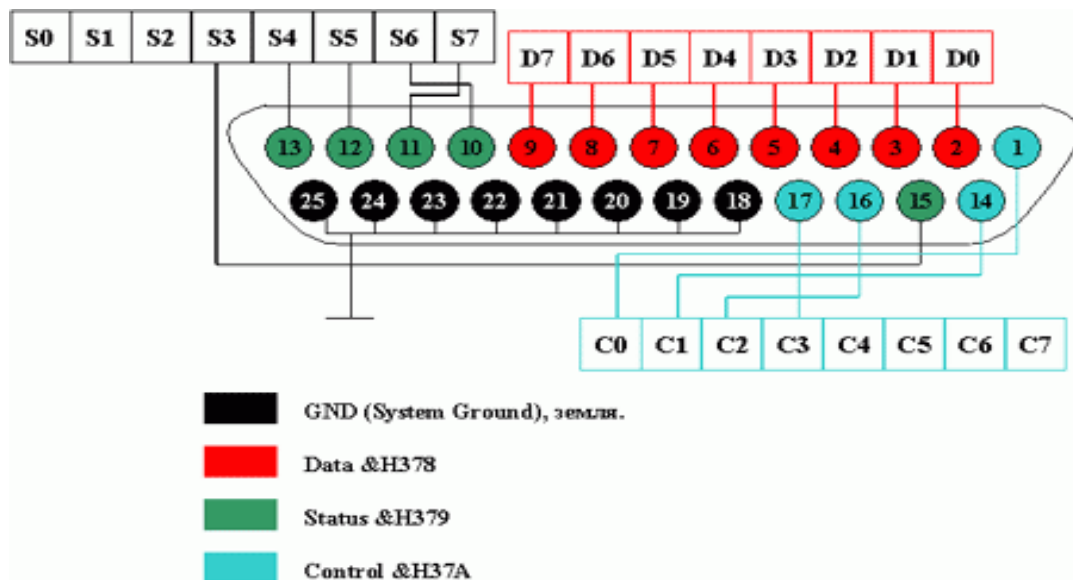 S0 S1 S2 S3 S4 S5 S6 S7
D7 D6 D5 D4 D3 D2 D1 D0
13 12 11 10 9 8 7 6 5 4 3 2 1
25 24 23 22 21 20 19 18 17 16 15 14
C0 C1 C2 C3 C4 C5 C6 C7
GND (System Ground), земля.
Data &H378
Status &H379
Control &H37A